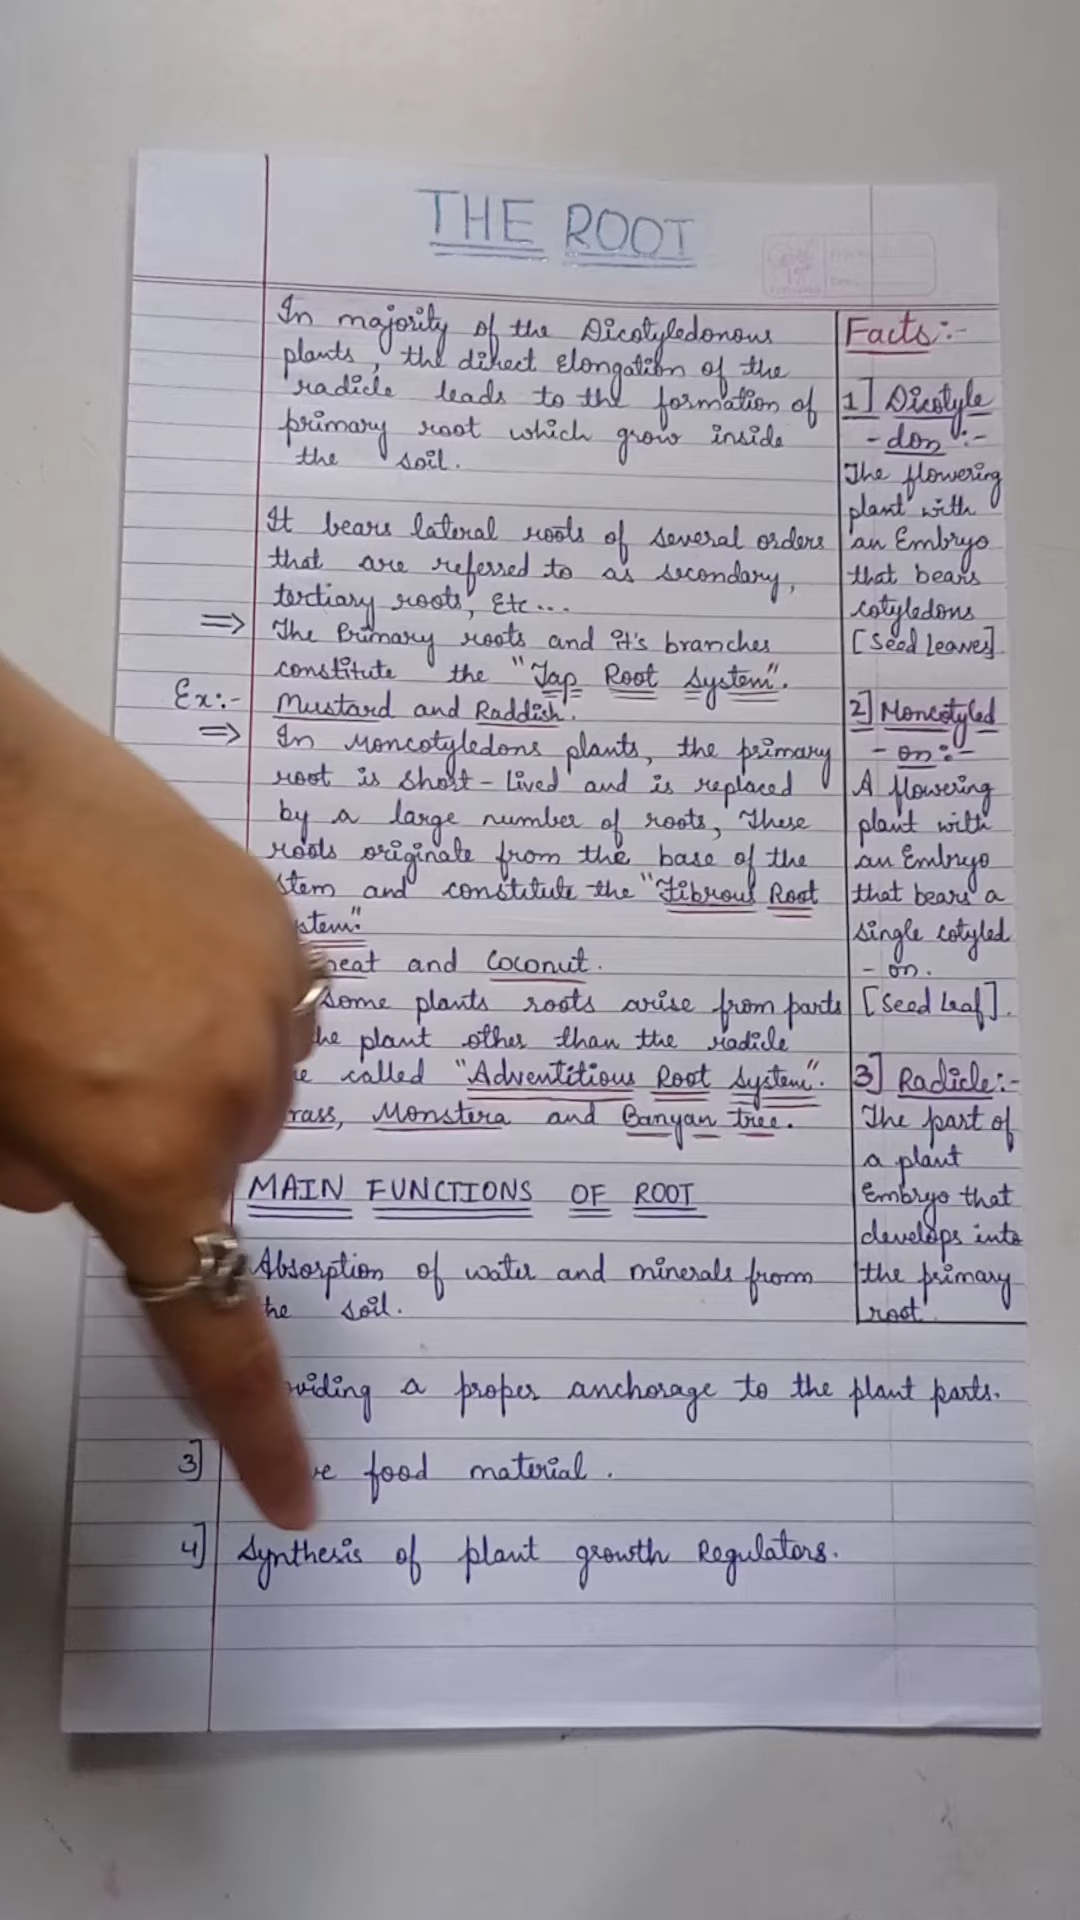 THE ROOT
In majority of the Dicotyledonous
plants, the direct Elongation of the
radicle leads to the formation of
primary root which grow inside
the soil.
It bears lateral roots of several orders
that are referred to as secondary,
tertiary roots, Etc...
⇒ The Primary roots and it's branches
constitute the "Tap Root System".
Ex:- Mustard and Raddish.
⇒ In Moncotyledons plants, the primary
root is short-lived and is replaced
by a large number of roots, These
roots originate from the base of the
stem and constitute the "Fibrous Root
stem".
and Coconut.
Some plants roots arise from parts
plant other than the radicle
called "Adventitious Root System".
Monstera and Banyan tree.
MAIN FUNCTIONS OF ROOT
Absorption of water and minerals from
soil.
a proper anchorage to the plant parts.
3] food material.
4] Synthesis of plant growth Regulators.
Facts:-
1] Dicotyle
-don:-
The flowering
plant with
an Embryo
that bears
cotyledons
[Seed Leaves]
2] Moncotyled
-on:-
A flowering
plant with
an Embryo
that bears a
single cotyled
-on.
[Seed Leaf].
3] Radicle:-
The part of
a plant
Embryo that
develops into
the primary
root.